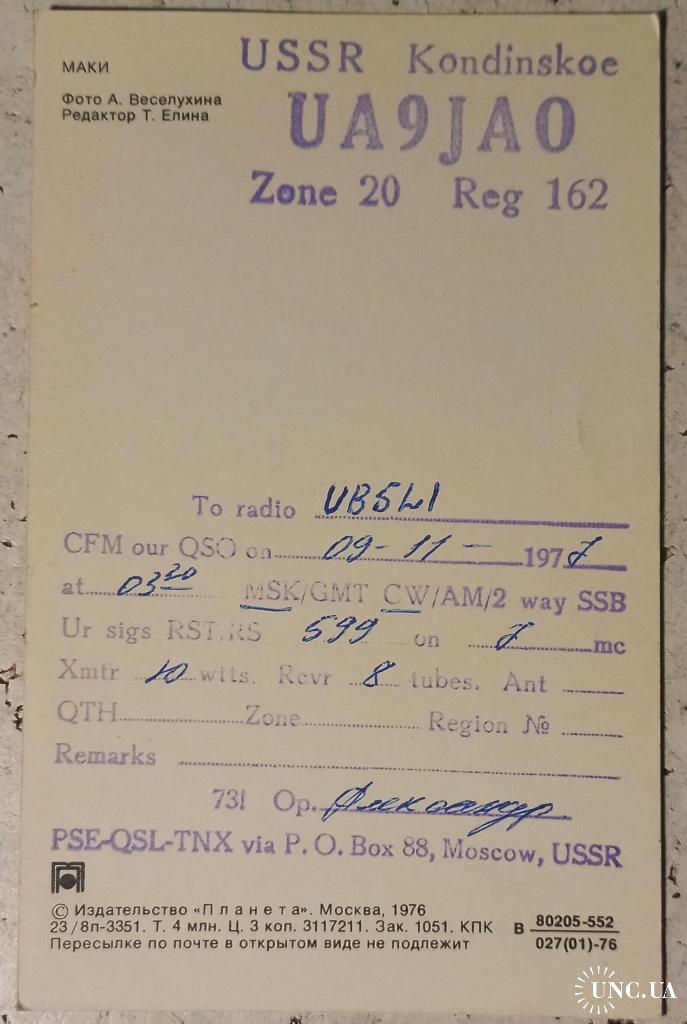 МАКИ
Фото А. Веселухина
Редактор Т. Елина
USSR Kondinskoe
UA9JAO
Zone 20 Reg 162
To radio UB5LI
CFM our QSO on 09-11- 1977
at 03 20 MSK/GMT CW/AM/2 way SSB
Ur sigs RST,RS 599 on 7 mc
Xmtr 10 wtts. Rcvr 8 tubes. Ant
QTH Zone Region №
Remarks
73! Op. Александр.
PSE-QSL-TNX via P. O. Box 88, Moscow, USSR
© Издательство «Планета». Москва, 1976
23/8п-3351. Т. 4 млн. Ц. 3 коп. 3117211. Зак. 1051. КПК
Пересылке по почте в открытом виде не подлежит
В 80205-552
027(01)-76
UNC.UA